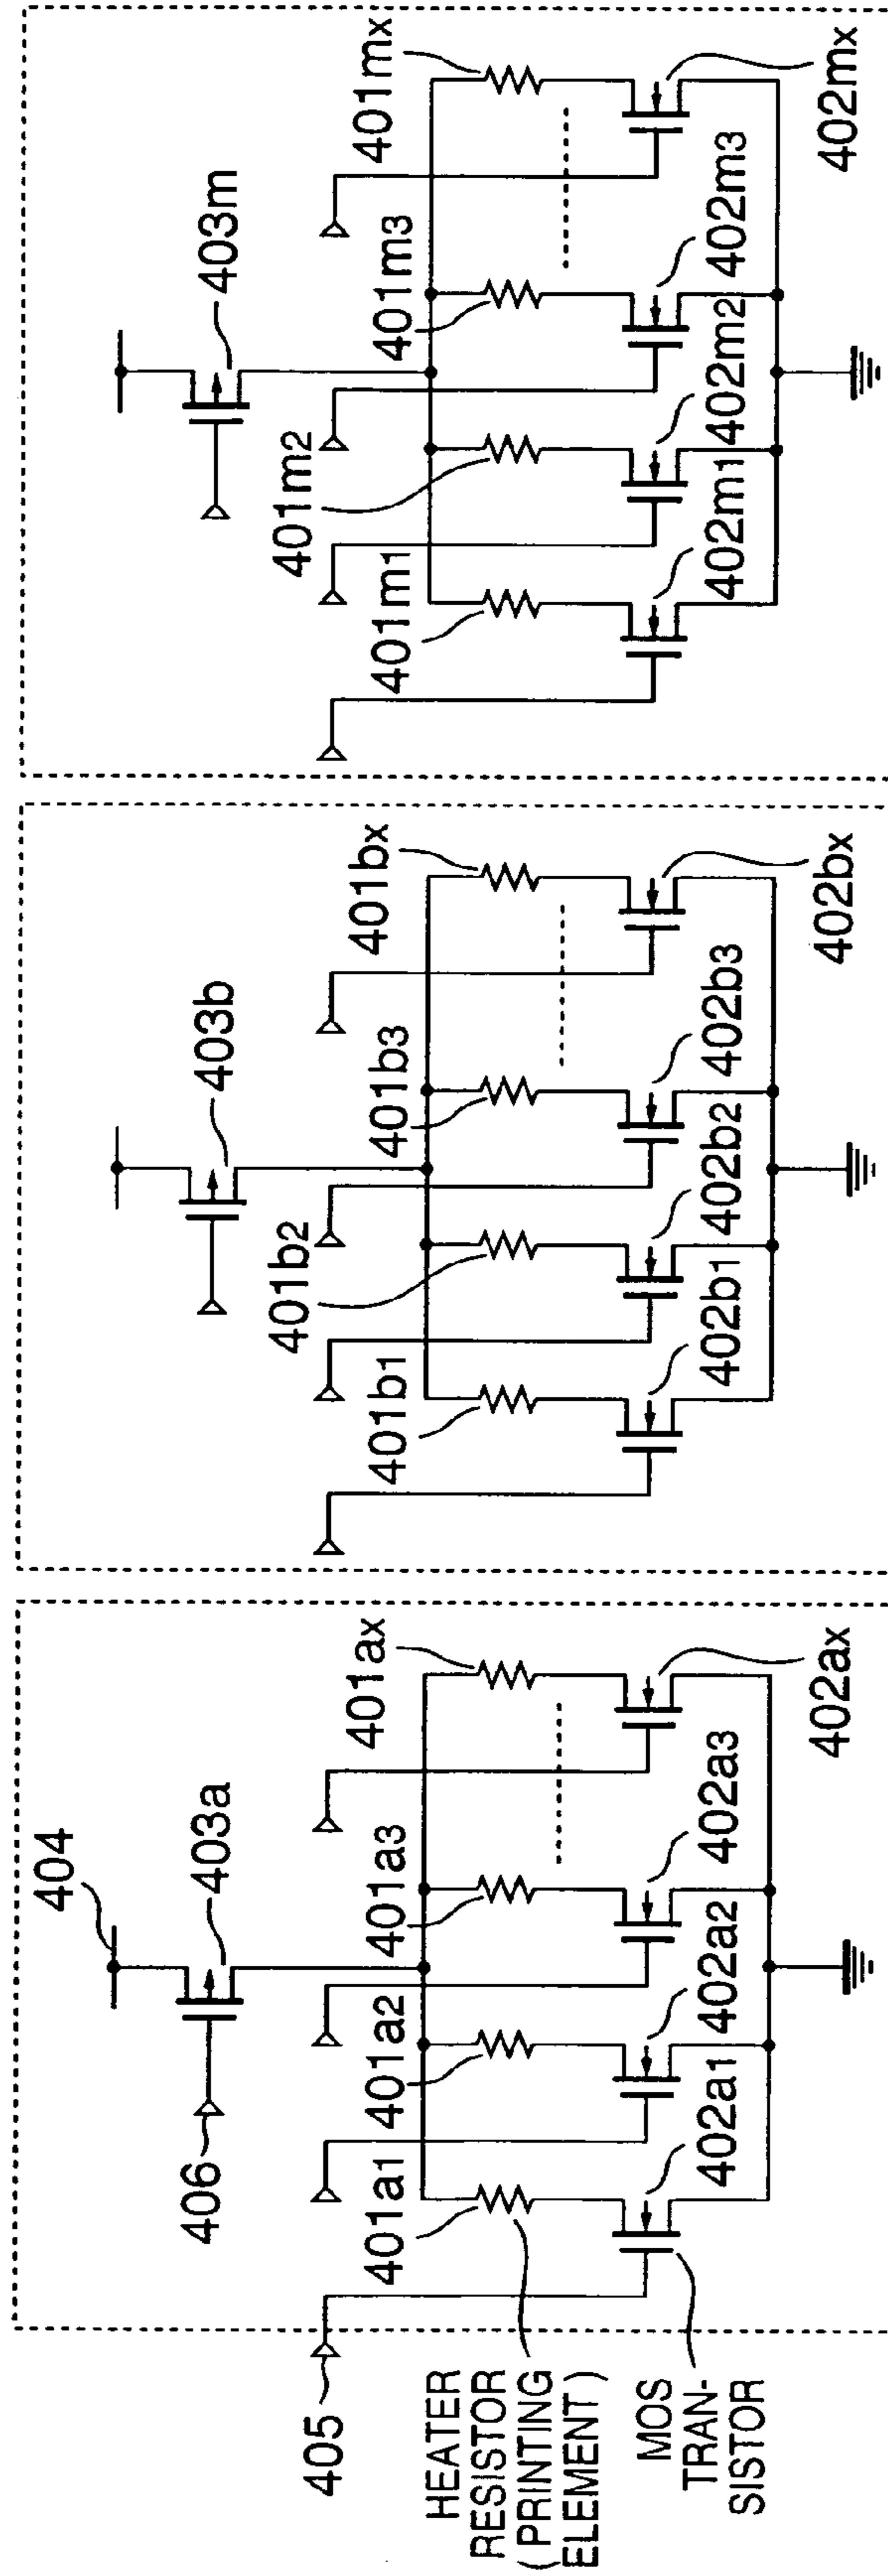 404
403a
406
401a1
401a2
401a3
401ax
405
HEATER
RESISTOR
(PRINTING
ELEMENT)
MOS
TRAN-
SISTOR
402a1
402a2
402a3
402ax
403b
401b1
401b2
401b3
401bx
402b1
402b2
402b3
402bx
403m
401m1
401m2
401m3
401mx
402m1
402m2
402m3
402mx